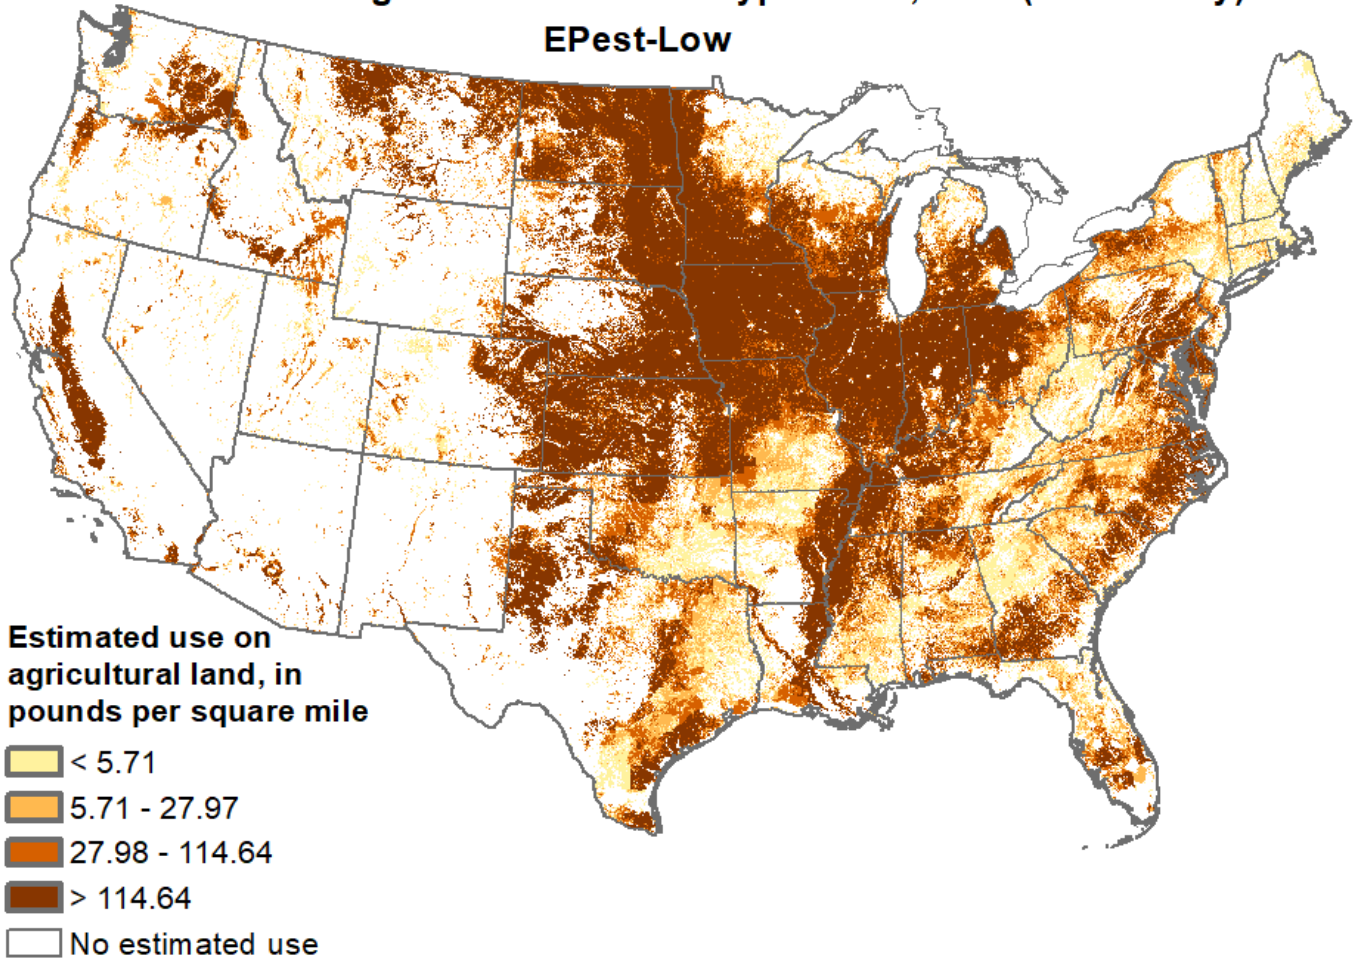 EPest-Low
Estimated use on
agricultural land, in
pounds per square mile
< 5.71
5.71 - 27.97
27.98 - 114.64
> 114.64
No estimated use